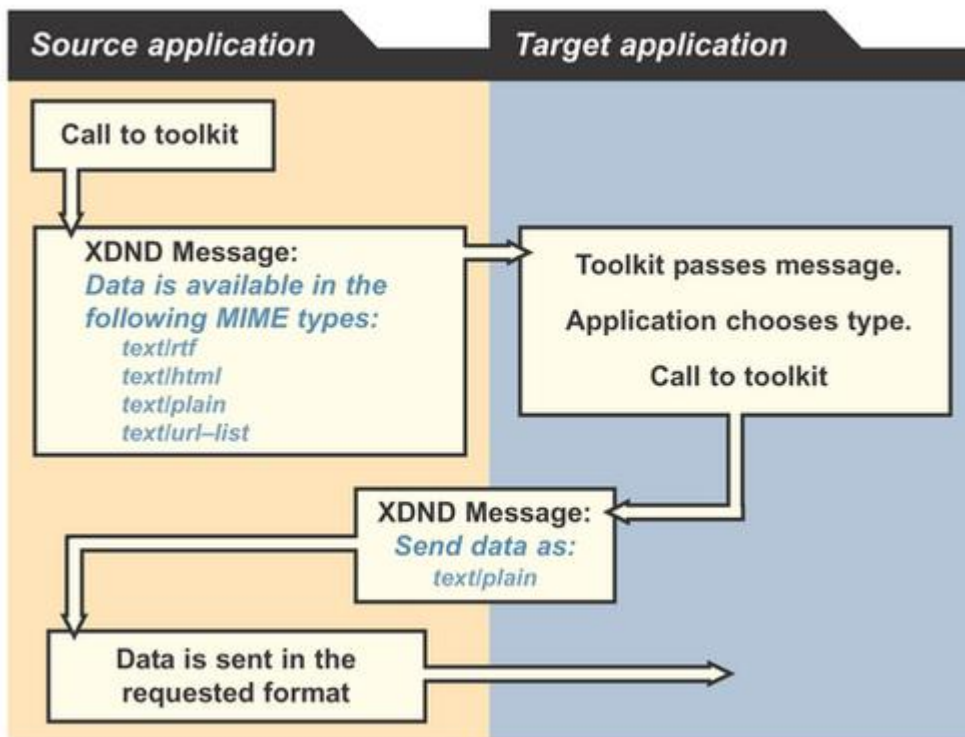 Source application
Target application
Call to toolkit
XDND Message:
Data is available in the
following MIME types:
text/rtf
text/html
text/plain
text/url–list
Toolkit passes message.
Application chooses type.
Call to toolkit
XDND Message:
Send data as:
text/plain
Data is sent in the
requested format